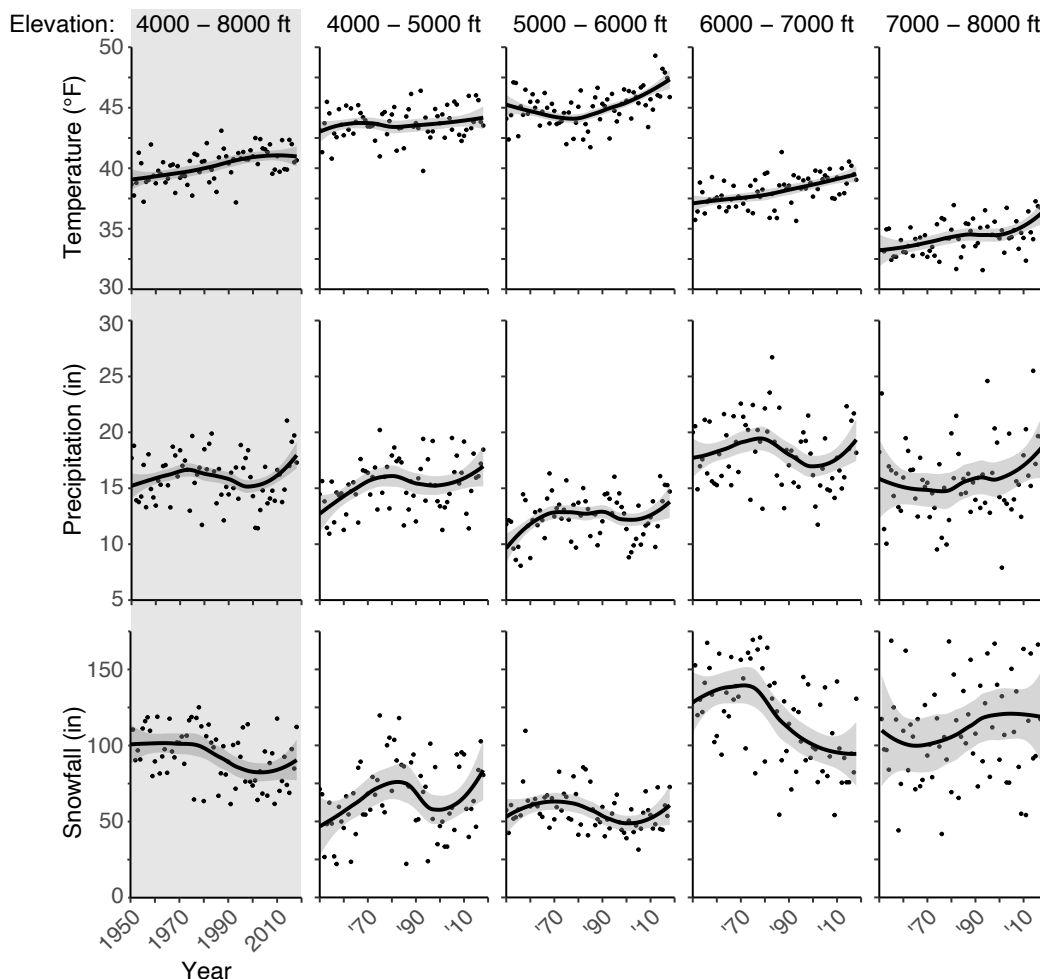 Elevation: 4000 – 8000 ft 4000 – 5000 ft 5000 – 6000 ft 6000 – 7000 ft 7000 – 8000 ft
Temperature (°F)
50
45
40
35
30
Precipitation (in)
30
25
20
15
10
5
Snowfall (in)
150
100
50
0
1950 1970 1990 2010 '70 '90 '10 '70 '90 '10 '70 '90 '10 '70 '90 '10
Year